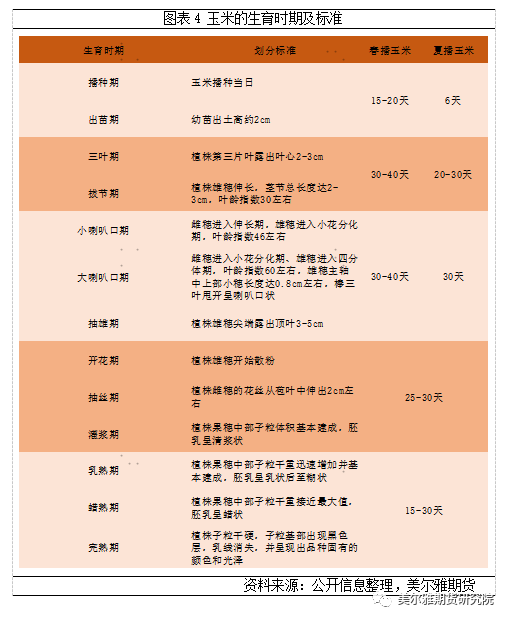 图表 4 玉米的生育时期及标准
生育时期 划分标准 春播玉米 夏播玉米
播种期 玉米播种当日
15-20天 6天
出苗期 幼苗出土高约2cm
三叶期 植株第三片叶露出叶心2-3cm
30-40天 20-30天
拔节期 植株雄穗伸长，茎节总长度达2-
3cm，叶龄指数30左右
小喇叭口期 雌穗进入伸长期，雄穗进入小花分化
期，叶龄指数46左右
大喇叭口期 雌穗进入小花分化期、雄穗进入四分
体期，叶龄指数60左右，雄穗主轴
中上部小穗长度达0.8cm左右，棒三
叶甩开呈喇叭口状
30-40天 30天
抽雄期 植株雄穗尖端露出顶叶3-5cm
开花期 植株雄穗开始散粉
抽丝期 植株雌穗的花丝从苞叶中伸出2cm左
右
25-30天
灌浆期 植株果穗中部子粒体积基本建成，胚
乳呈清浆状
乳熟期 植株果穗中部子粒干重迅速增加并基
本建成，胚乳呈乳状后至糊状
蜡熟期 植株果穗中部子粒干重接近最大值，
胚乳呈蜡状
15-30天
完熟期 植株子粒干硬，子粒基部出现黑色
层，乳线消失，并呈现出品种固有的
颜色和光泽
资料来源：公开信息整理，美尔雅期货
美尔雅期货研究院